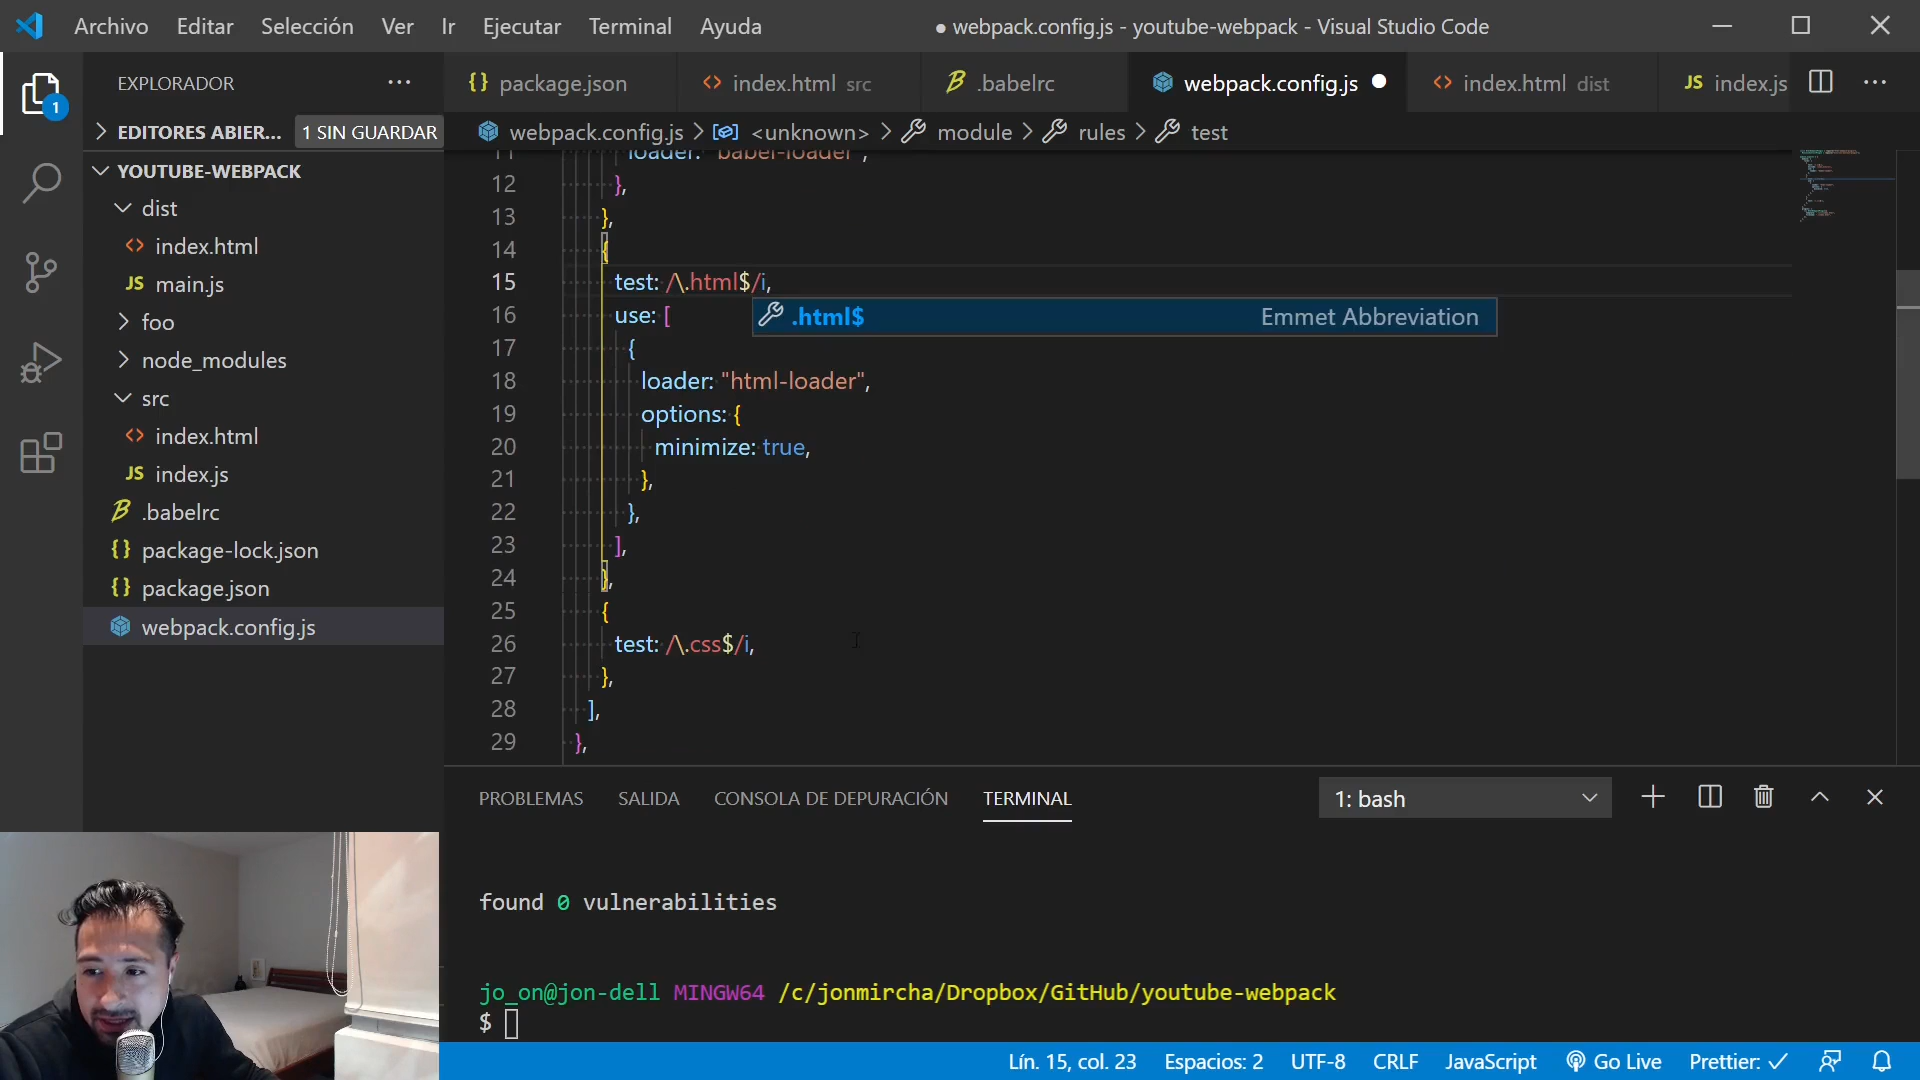 Archivo Editar Selección Ver Ir Ejecutar Terminal Ayuda ● webpack.config.js - youtube-webpack - Visual Studio Code
EXPLORADOR ···
package.json index.html src .babelrc webpack.config.js ● index.html dist JS index.js ···
EDITORES ABIER... 1 SIN GUARDAR
webpack.config.js > <unknown> > module > rules > test
YOUTUBE-WEBPACK
dist
index.html
JS main.js
foo
node_modules
src
index.html
JS index.js
.babelrc
package-lock.json
package.json
webpack.config.js
1
11 loader: "babel-loader",
12 },
13 },
14 {
15 test: /\.html$/i,
.html$ Emmet Abbreviation
16 use: [
17 {
18 loader: "html-loader",
19 options: {
20 minimize: true,
21 },
22 },
23 ],
24 },
25 {
26 test: /\.css$/i,
27 },
28 ],
29 },
PROBLEMAS SALIDA CONSOLA DE DEPURACIÓN TERMINAL 1: bash
found 0 vulnerabilities
jo_on@jon-dell MINGW64 /c/jonmircha/Dropbox/GitHub/youtube-webpack
$
Lín. 15, col. 23 Espacios: 2 UTF-8 CRLF JavaScript Go Live Prettier: ✓